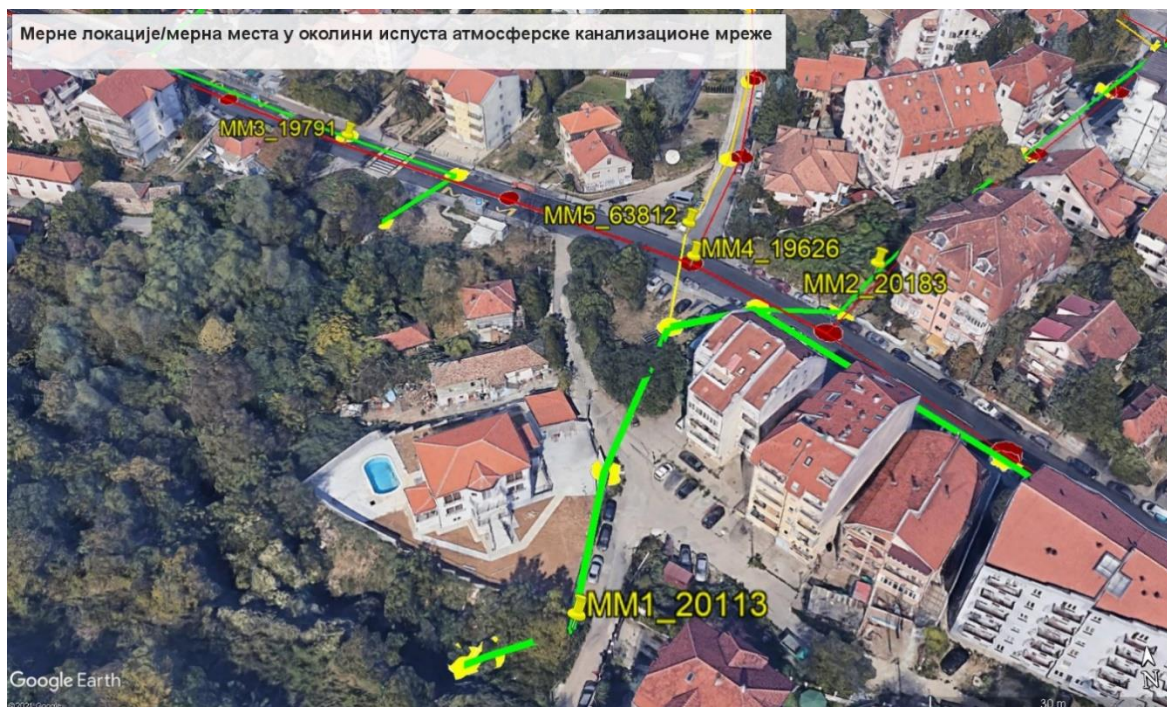 Мерне локације/мерна места у околини испуста атмосферске канализационе мреже
MM3_19791
MM5_63812
MM4_19626
MM2_20183
MM1_20113
Google Earth
N
30 m